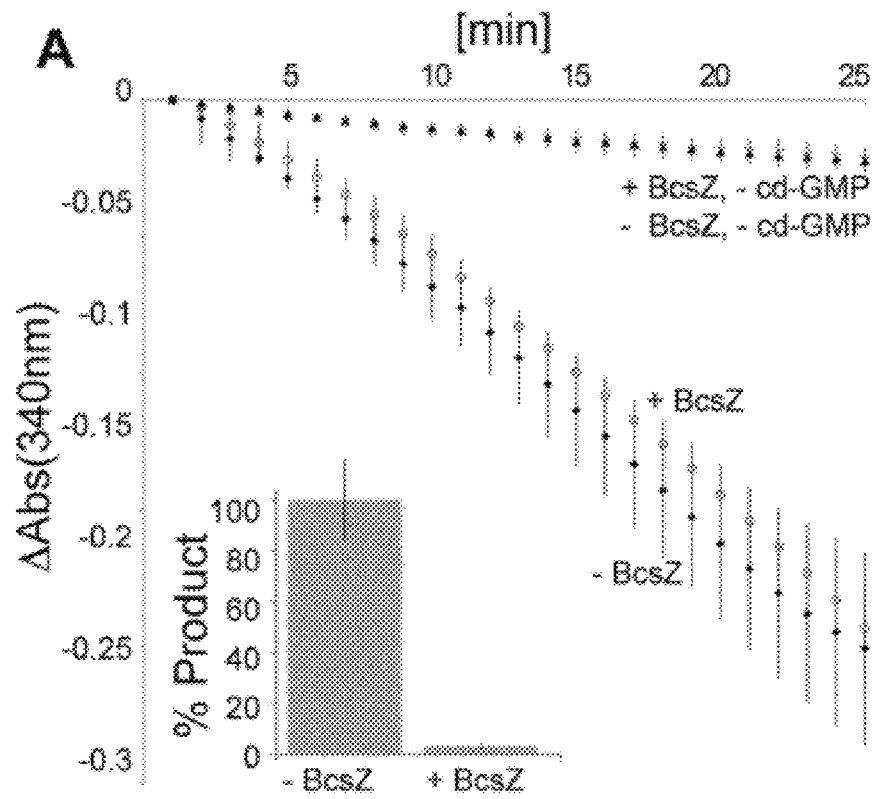 A
[min]
5 10 15 20 25
0
-0.05
-0.1
-0.15
-0.2
-0.25
-0.3
ΔAbs(340nm)
+ BcsZ, - cd-GMP
- BcsZ, - cd-GMP
+ BcsZ
- BcsZ
% Product
100
80
60
40
20
0
- BcsZ + BcsZ